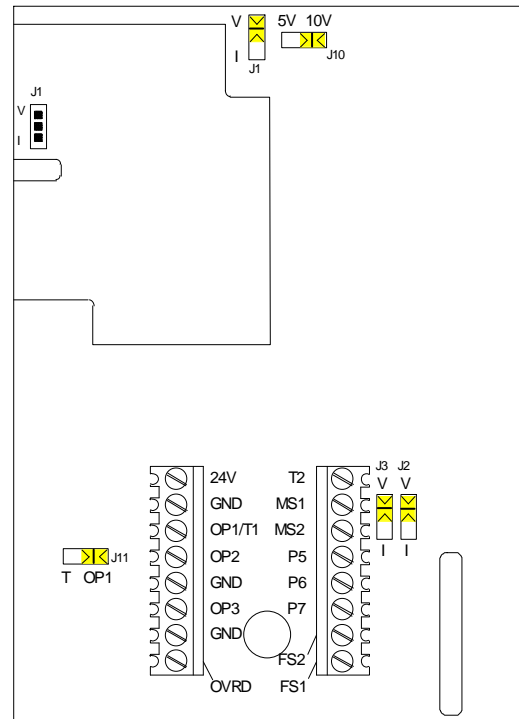 V 5V 10V
I J1 J10
J1
V
I
J3 J2
24V T2 V V
GND MS1
OP1/T1 MS2
J11 OP2 P5 I I
T OP1 GND P6
OP3 P7
GND
FS2
OVRD FS1